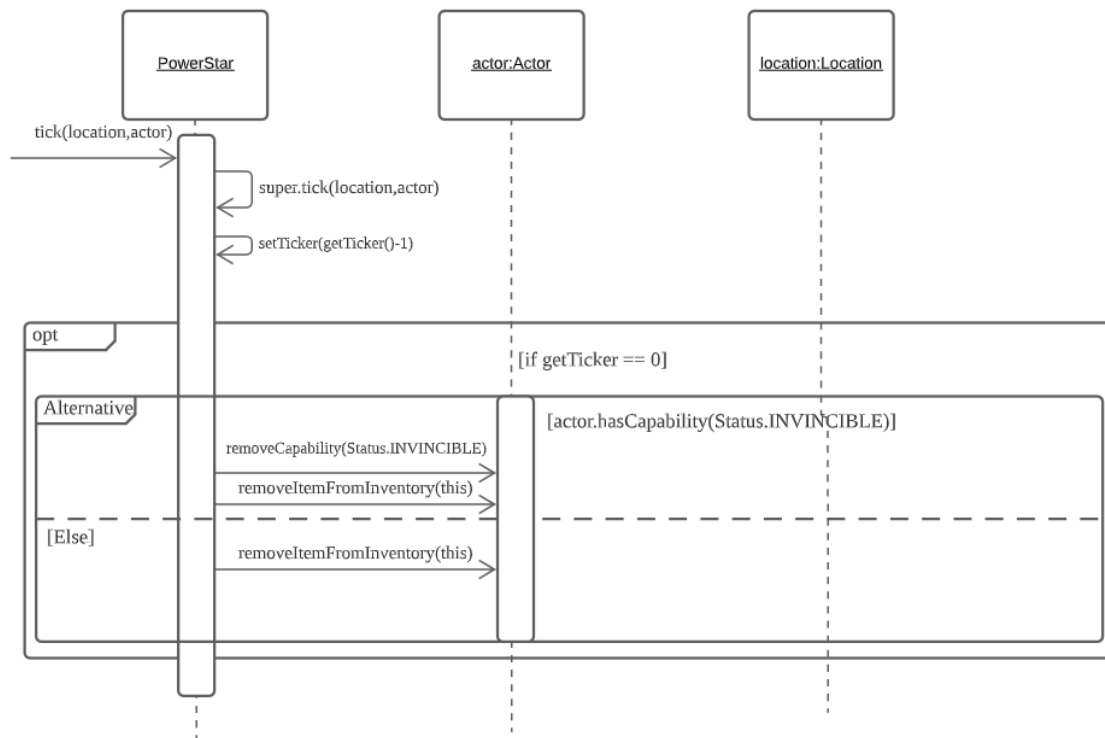 PowerStar
actor:Actor
location:Location
tick(location,actor)
super.tick(location,actor)
setTicker(getTicker()-1)
opt
[if getTicker == 0]
Alternative
[actor.hasCapability(Status.INVINCIBLE)]
removeCapability(Status.INVINCIBLE)
removeItemFromInventory(this)
[Else]
removeItemFromInventory(this)